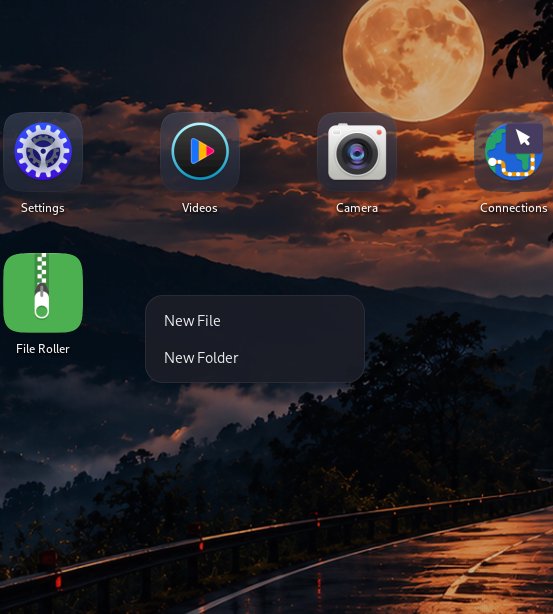 Settings
Videos
Camera
Connections
File Roller
New File
New Folder